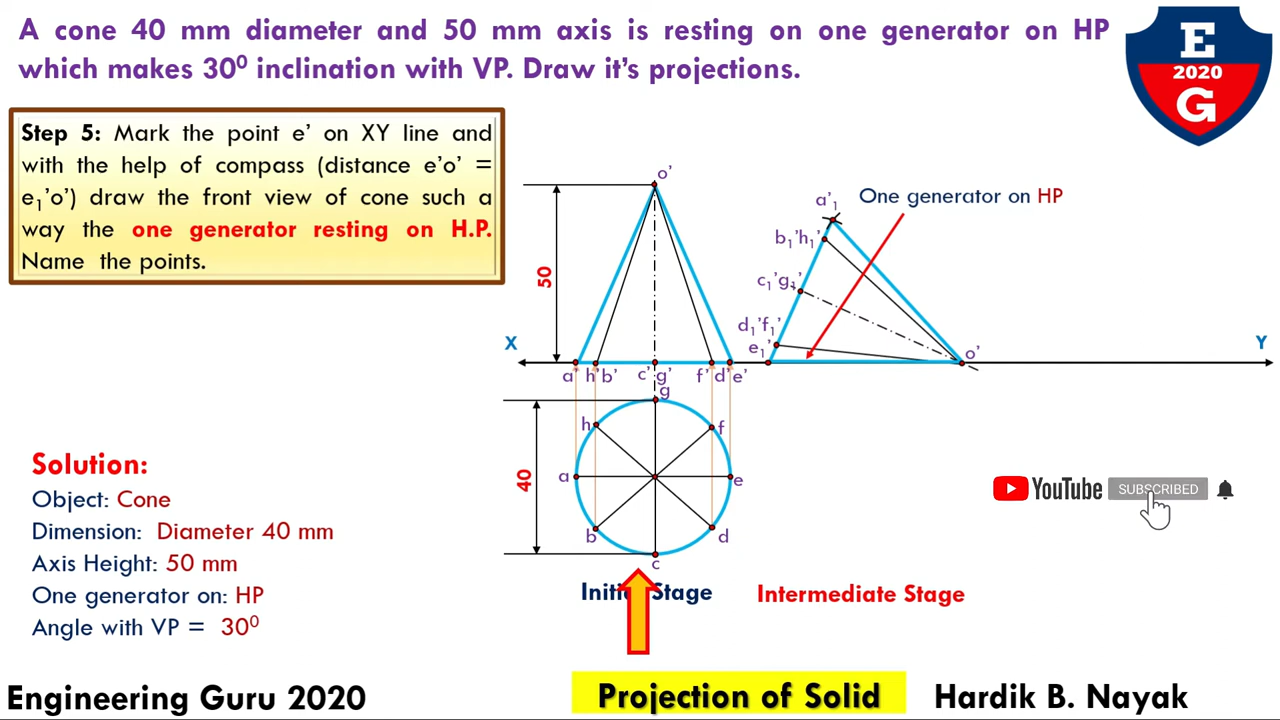 A cone 40 mm diameter and 50 mm axis is resting on one generator on HP
which makes 30⁰ inclination with VP. Draw it's projections.
E
2020
G
Step 5: Mark the point e' on XY line and
with the help of compass (distance e'o' =
e₁'o') draw the front view of cone such a
way the one generator resting on H.P.
Name the points.
o'
a'₁
One generator on HP
b₁'h₁'
50
c₁'g₁'
d₁'f₁'
X
e₁'
o'
Y
a' h' b' c' g' f' d' e'
g
h
f
40
a
e
b
d
c
Solution:
Object: Cone
Dimension: Diameter 40 mm
Axis Height: 50 mm
One generator on: HP
Angle with VP = 30⁰
YouTube SUBSCRIBED
Initi Stage
Intermediate Stage
Engineering Guru 2020
Projection of Solid
Hardik B. Nayak